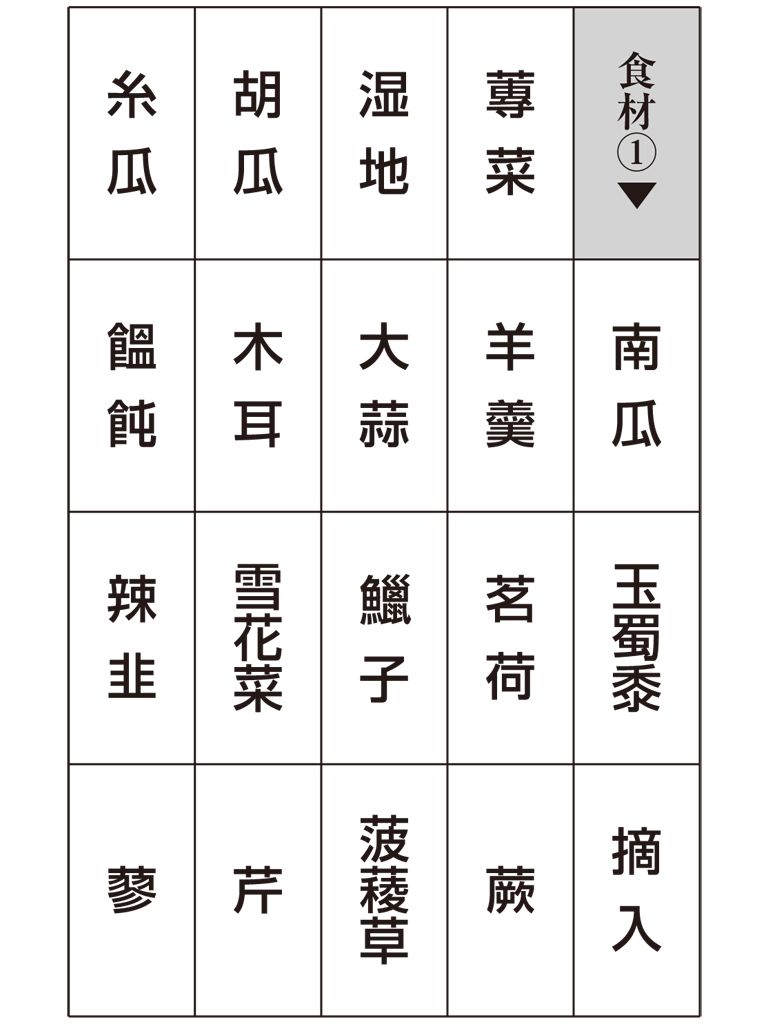 食材①▼
南瓜
玉蜀黍
摘入
蓴菜
羊羹
茗荷
蕨
湿地
大蒜
鱲子
菠薐草
胡瓜
木耳
雪花菜
芹
糸瓜
饂飩
辣韭
蓼